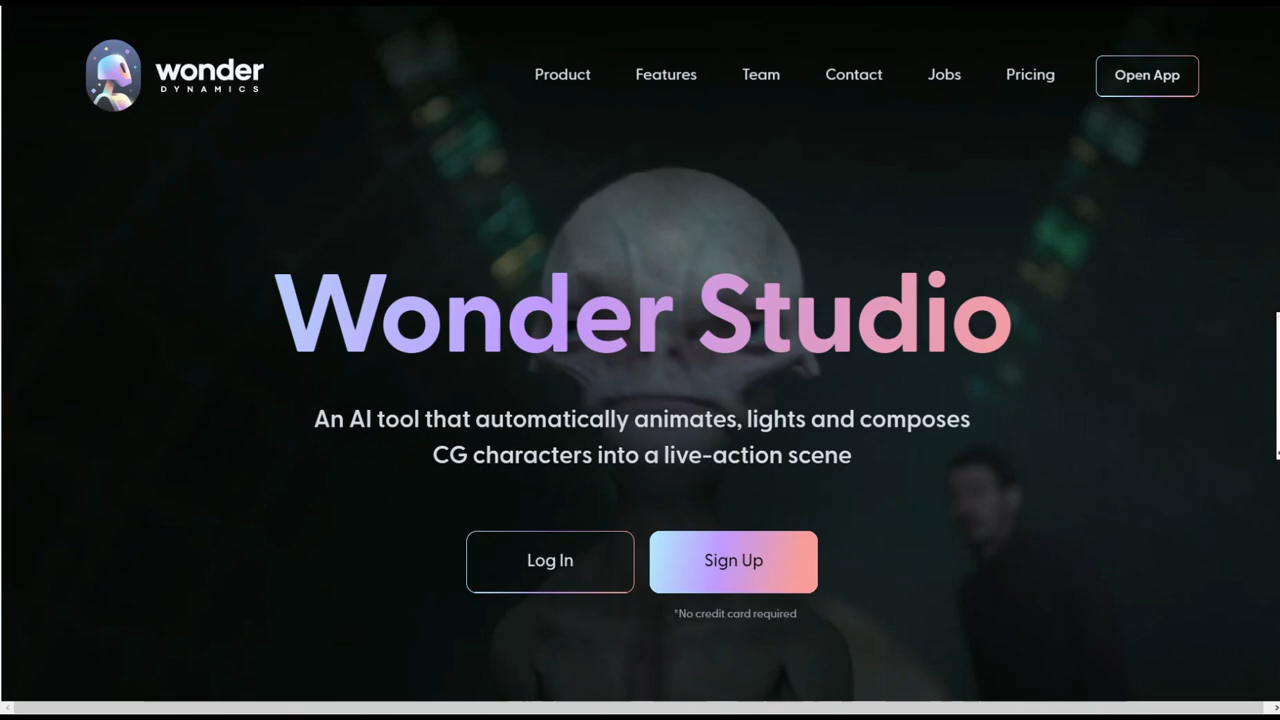 wonder
DYNAMICS
Product Features Team Contact Jobs Pricing Open App
Wonder Studio
An AI tool that automatically animates, lights and composes
CG characters into a live-action scene
Log In Sign Up
*No credit card required